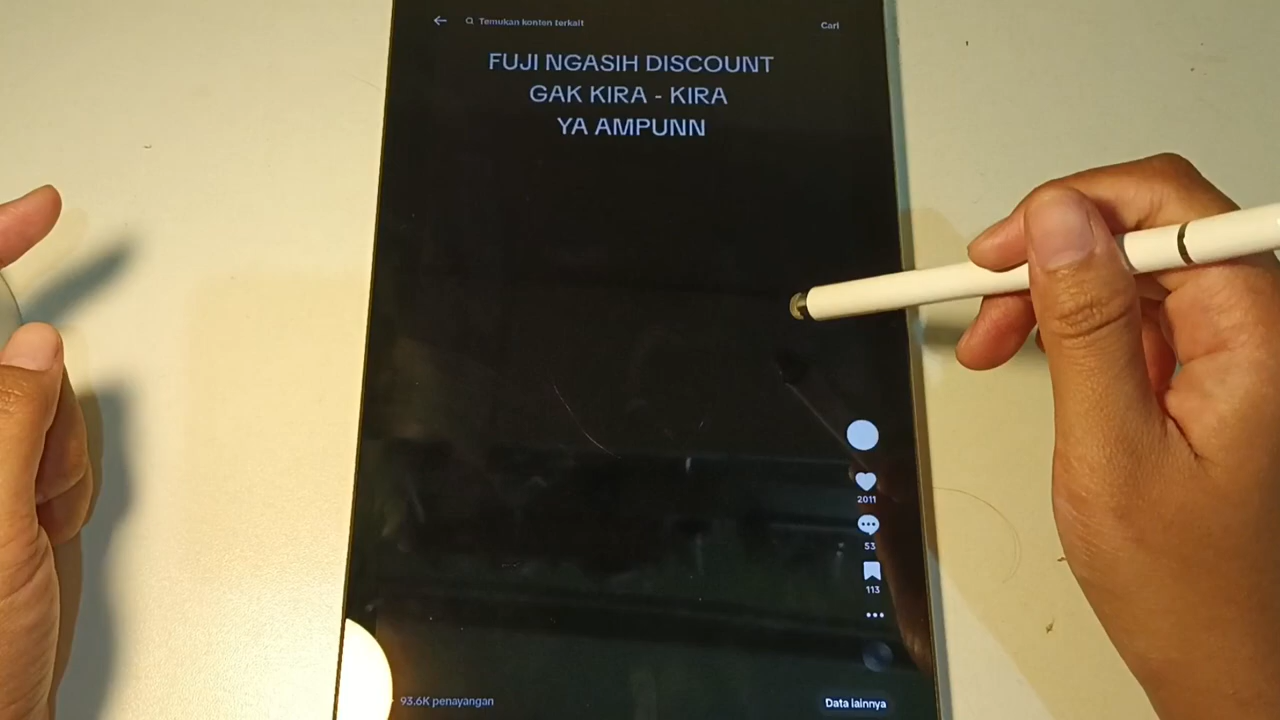 Temukan konten terkait
Cari
FUJI NGASIH DISCOUNT
GAK KIRA - KIRA
YA AMPUNN
2011
53
113
93.6K penayangan
Data lainnya